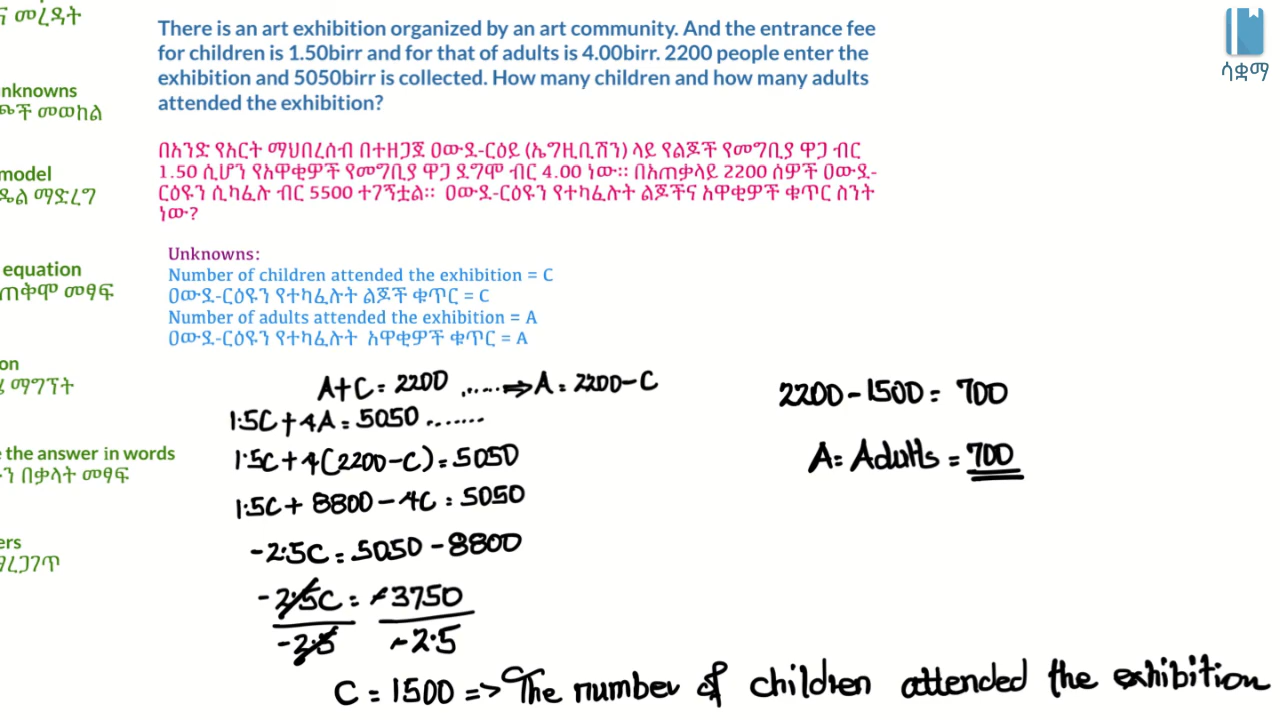 ና መረዳት
nknowns
ጮች መወከል
model
ዴል ማድረግ
equation
ጠቅሞ መፃፍ
on
ሄ ማግኘት
e the answer in words
ን በቃላት መፃፍ
ers
ማረጋገጥ
There is an art exhibition organized by an art community. And the entrance fee
for children is 1.50birr and for that of adults is 4.00birr. 2200 people enter the
exhibition and 5050birr is collected. How many children and how many adults
attended the exhibition?
በአንድ የአርት ማህበረሰብ በተዘጋጀ ዐውደ-ርዕይ (ኤግዚቢሽን) ላይ የልጆች የመግቢያ ዋጋ ብር
1.50 ሲሆን የአዋቂዎች የመግቢያ ዋጋ ደግሞ ብር 4.00 ነው። በአጠቃላይ 2200 ሰዎች ዐውደ-
ርዕዩን ሲካፈሉ ብር 5500 ተገኝቷል። ዐውደ-ርዕዩን የተካፈሉት ልጆችና አዋቂዎች ቁጥር ስንት
ነው?
Unknowns:
Number of children attended the exhibition = C
ዐውደ-ርዕዩን የተካፈሉት ልጆች ቁጥር = C
Number of adults attended the exhibition = A
ዐውደ-ርዕዩን የተካፈሉት አዋቂዎች ቁጥር = A
A+C = 2200 ..... ⇒ A = 2200-C
1.5C + 4A = 5050 .......
1.5C + 4(2200-C) = 5050
1.5C + 8800 - 4C = 5050
-2.5C = 5050 - 8800
-2.5C = -3750
-2.5 -2.5
C = 1500 => The number of children attended the exhibition
2200 - 1500 = 700
A = Adults = 700
ሳቋማ